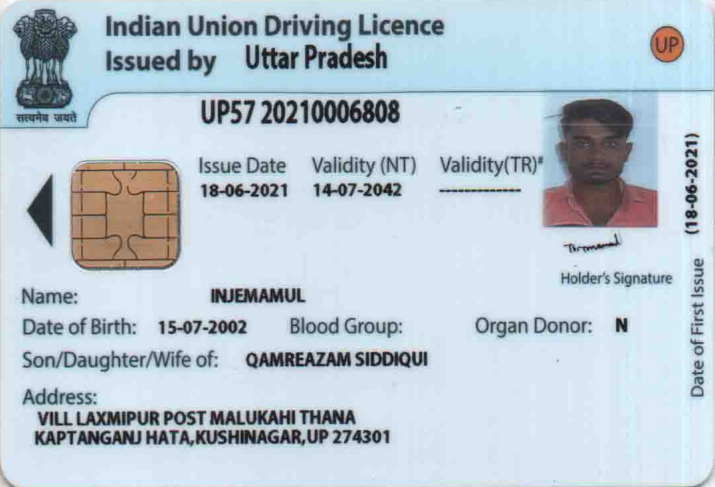 Indian Union Driving Licence
Issued by Uttar Pradesh
UP
सत्यमेव जयते
UP57 20210006808
Issue Date Validity (NT) Validity(TR)#
18-06-2021 14-07-2042 -------------
Holder's Signature
Date of First Issue (18-06-2021)
Name: INJEMAMUL
Date of Birth: 15-07-2002 Blood Group: Organ Donor: N
Son/Daughter/Wife of: QAMREAZAM SIDDIQUI
Address:
VILL LAXMIPUR POST MALUKAHI THANA
KAPTANGANJ HATA,KUSHINAGAR,UP 274301